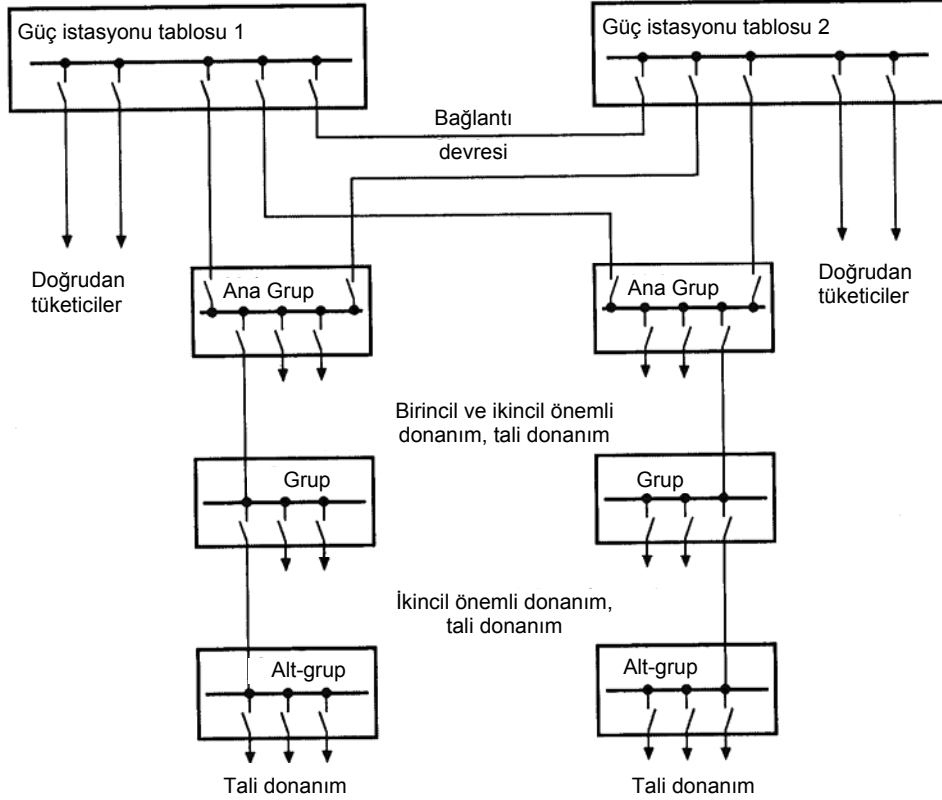 Güç istasyonu tablosu 1
Güç istasyonu tablosu 2
Bağlantı
devresi
Doğrudan
tüketiciler
Doğrudan
tüketiciler
Ana Grup
Ana Grup
Birincil ve ikincil önemli
donanım, tali donanım
Grup
Grup
İkincil önemli donanım,
tali donanım
Alt-grup
Alt-grup
Tali donanım
Tali donanım